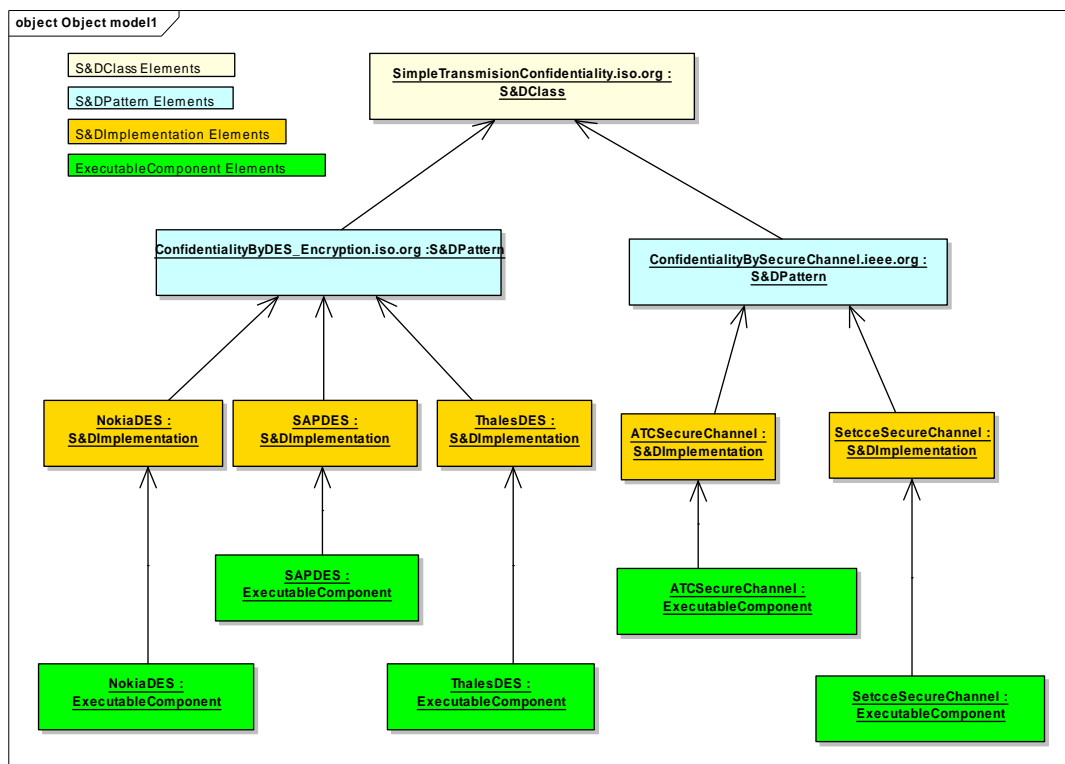 object Object model1
S&DClass Elements
S&DPattern Elements
S&DImplementation Elements
ExecutableComponent Elements
SimpleTransmisionConfidentiality.iso.org :
S&DClass
ConfidentialityByDES_Encryption.iso.org :S&DPattern
ConfidentialityBySecureChannel.ieee.org :
S&DPattern
NokiaDES :
S&DImplementation
SAPDES :
S&DImplementation
ThalesDES :
S&DImplementation
ATCSecureChannel :
S&DImplementation
SetcceSecureChannel :
S&DImplementation
SAPDES :
ExecutableComponent
ATCSecureChannel :
ExecutableComponent
NokiaDES :
ExecutableComponent
ThalesDES :
ExecutableComponent
SetcceSecureChannel :
ExecutableComponent